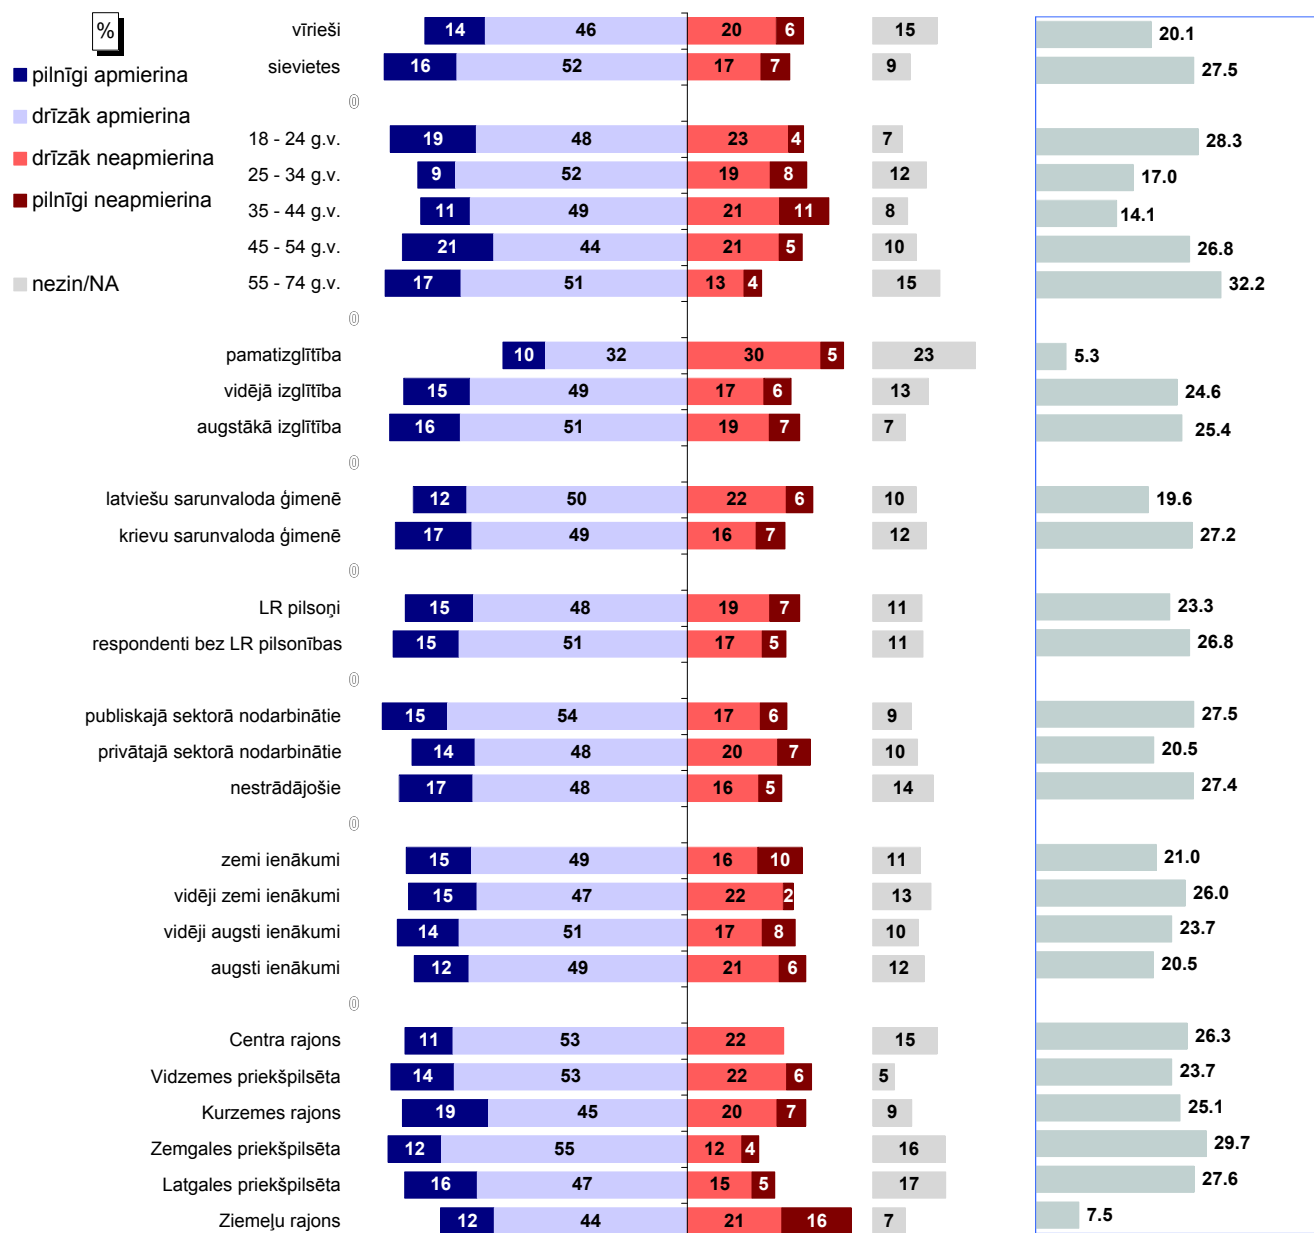 %
pilnīgi apmierina
drīzāk apmierina
drīzāk neapmierina
pilnīgi neapmierina
nezin/NA
vīrieši 14 46 20 6 15 20.1
sievietes 16 52 17 7 9 27.5
0
18 - 24 g.v. 19 48 23 4 7 28.3
25 - 34 g.v. 9 52 19 8 12 17.0
35 - 44 g.v. 11 49 21 11 8 14.1
45 - 54 g.v. 21 44 21 5 10 26.8
55 - 74 g.v. 17 51 13 4 15 32.2
0
pamatizglītība 10 32 30 5 23 5.3
vidējā izglītība 15 49 17 6 13 24.6
augstākā izglītība 16 51 19 7 7 25.4
0
latviešu sarunvaloda ģimenē 12 50 22 6 10 19.6
krievu sarunvaloda ģimenē 17 49 16 7 12 27.2
0
LR pilsoņi 15 48 19 7 11 23.3
respondenti bez LR pilsonības 15 51 17 5 11 26.8
0
publiskajā sektorā nodarbinātie 15 54 17 6 9 27.5
privātajā sektorā nodarbinātie 14 48 20 7 10 20.5
nestrādājošie 17 48 16 5 14 27.4
0
zemi ienākumi 15 49 16 10 11 21.0
vidēji zemi ienākumi 15 47 22 2 13 26.0
vidēji augsti ienākumi 14 51 17 8 10 23.7
augsti ienākumi 12 49 21 6 12 20.5
0
Centra rajons 11 53 22 15 26.3
Vidzemes priekšpilsēta 14 53 22 6 5 23.7
Kurzemes rajons 19 45 20 7 9 25.1
Zemgales priekšpilsēta 12 55 12 4 16 29.7
Latgales priekšpilsēta 16 47 15 5 17 27.6
Ziemeļu rajons 12 44 21 16 7 7.5